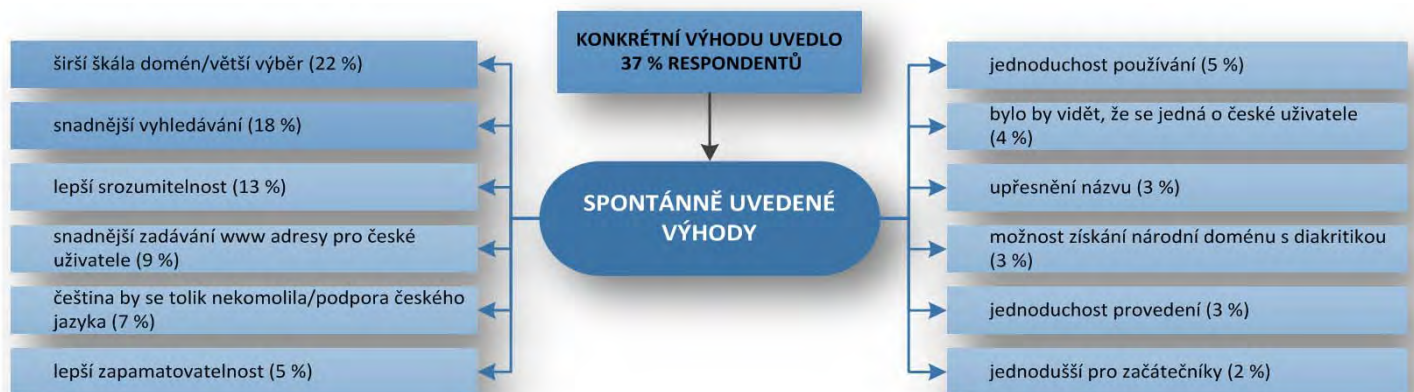 KONKRÉTNÍ VÝHODU UVEDLO
37 % RESPONDENTŮ
SPONTÁNNĚ UVEDENÉ
VÝHODY
širší škála domén/větší výběr (22 %)
snadnější vyhledávání (18 %)
lepší srozumitelnost (13 %)
snadnější zadávání www adresy pro české
uživatele (9 %)
čeština by se tolik nekomolila/podpora českého
jazyka (7 %)
lepší zapamatovatelnost (5 %)
jednoduchost používání (5 %)
bylo by vidět, že se jedná o české uživatele
(4 %)
upřesnění názvu (3 %)
možnost získání národní doménu s diakritikou
(3 %)
jednoduchost provedení (3 %)
jednodušší pro začátečníky (2 %)